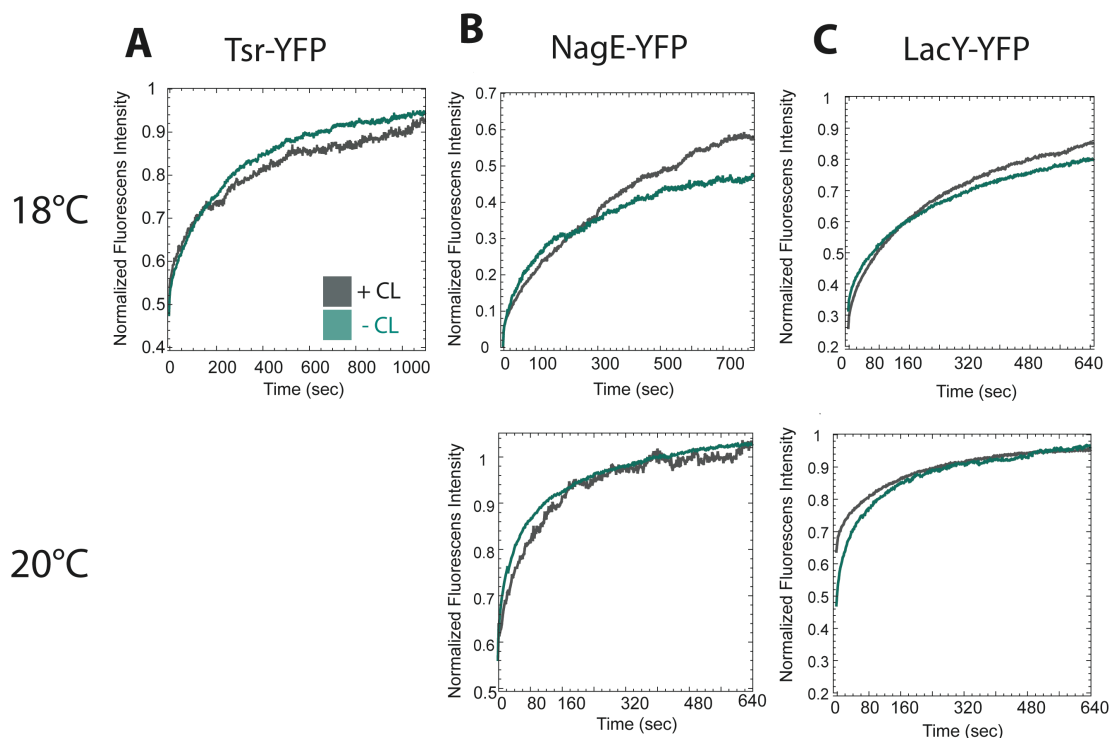 A
Tsr-YFP
B
NagE-YFP
C
LacY-YFP
18°C
Normalized Fluorescens Intensity
1
0.9
0.8
0.7
0.6
0.5
0.4
0 200 400 600 800 1000
Time (sec)
+ CL
- CL
Normalized Fluorescens Intensity
0.7
0.6
0.5
0.4
0.3
0.2
0.1
0
0 100 300 500 700
Time (sec)
Normalized Fluorescens Intensity
1
0.9
0.8
0.7
0.6
0.5
0.4
0.3
0.2
0 80 160 320 480 640
Time (sec)
20°C
Normalized Fluorescens Intensity
1
0.9
0.8
0.7
0.6
0.5
0 80 160 320 480 640
Time (sec)
Normalized Fluorescens Intensity
1
0.9
0.8
0.7
0.6
0.5
0.4
0.3
0.2
0 80 160 320 480 640
Time (sec)